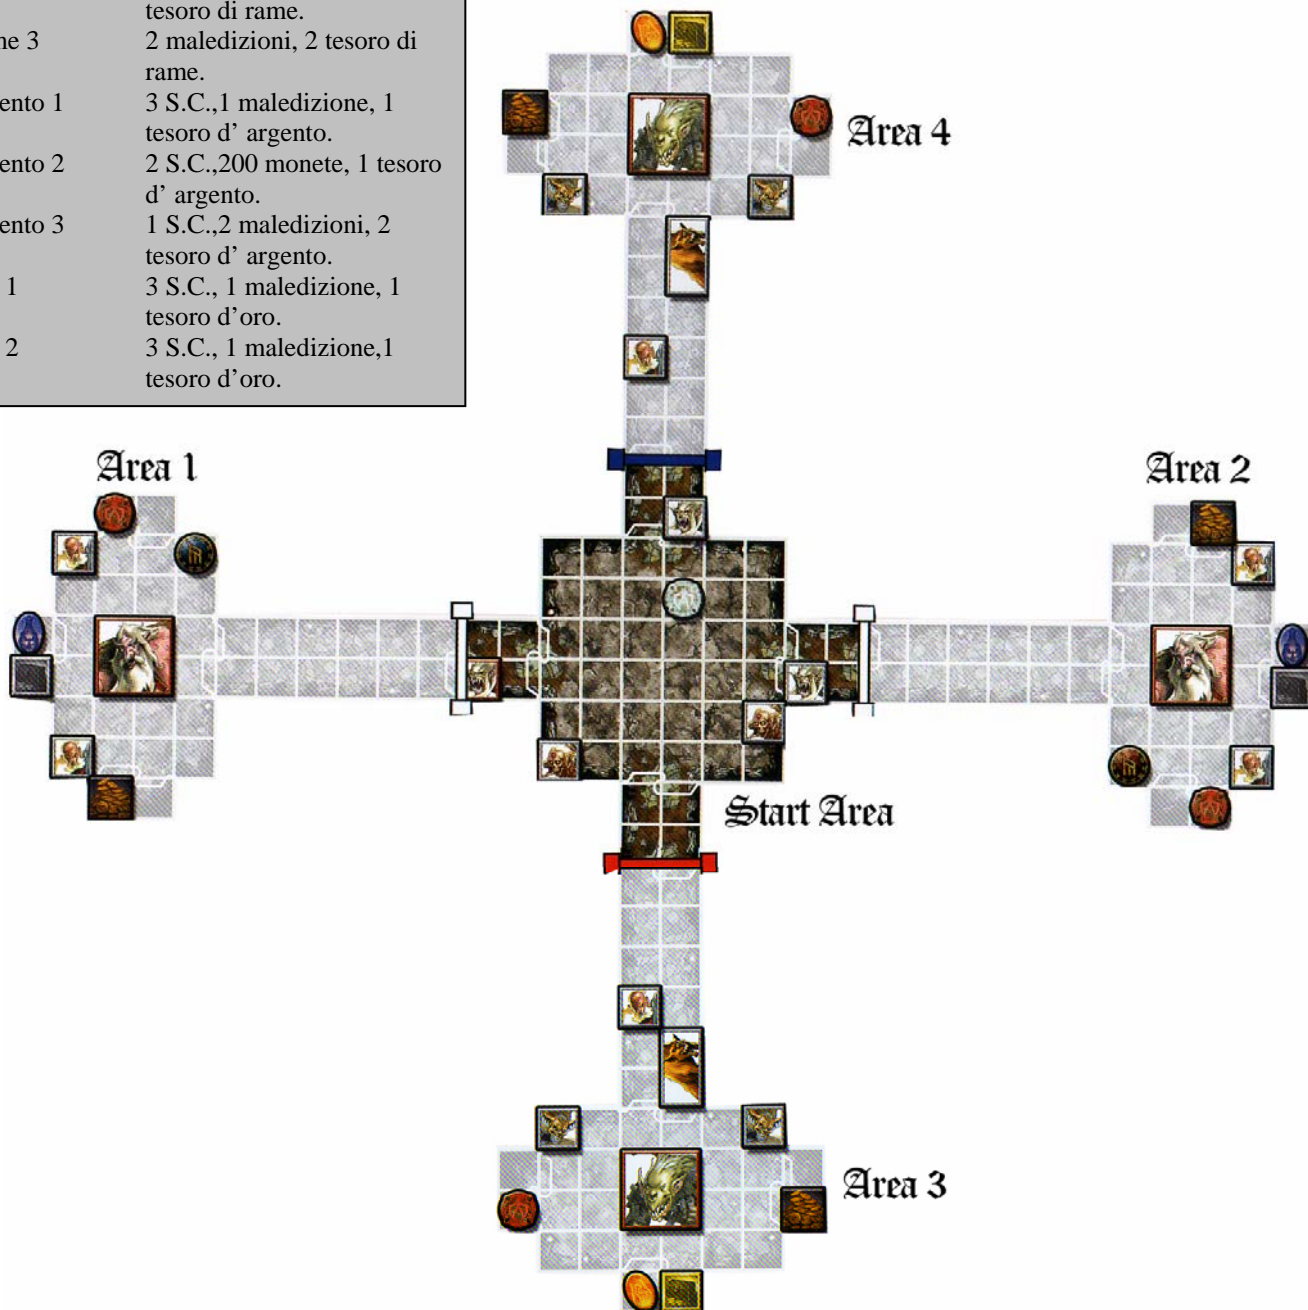 tesoro di rame.
ne 3 2 maledizioni, 2 tesoro di
rame.
ento 1 3 S.C.,1 maledizione, 1
tesoro d’ argento.
ento 2 2 S.C.,200 monete, 1 tesoro
d’ argento.
ento 3 1 S.C.,2 maledizioni, 2
tesoro d’ argento.
1 3 S.C., 1 maledizione, 1
tesoro d’oro.
2 3 S.C., 1 maledizione,1
tesoro d’oro.
Area 4
Area 1
Area 2
Start Area
Area 3